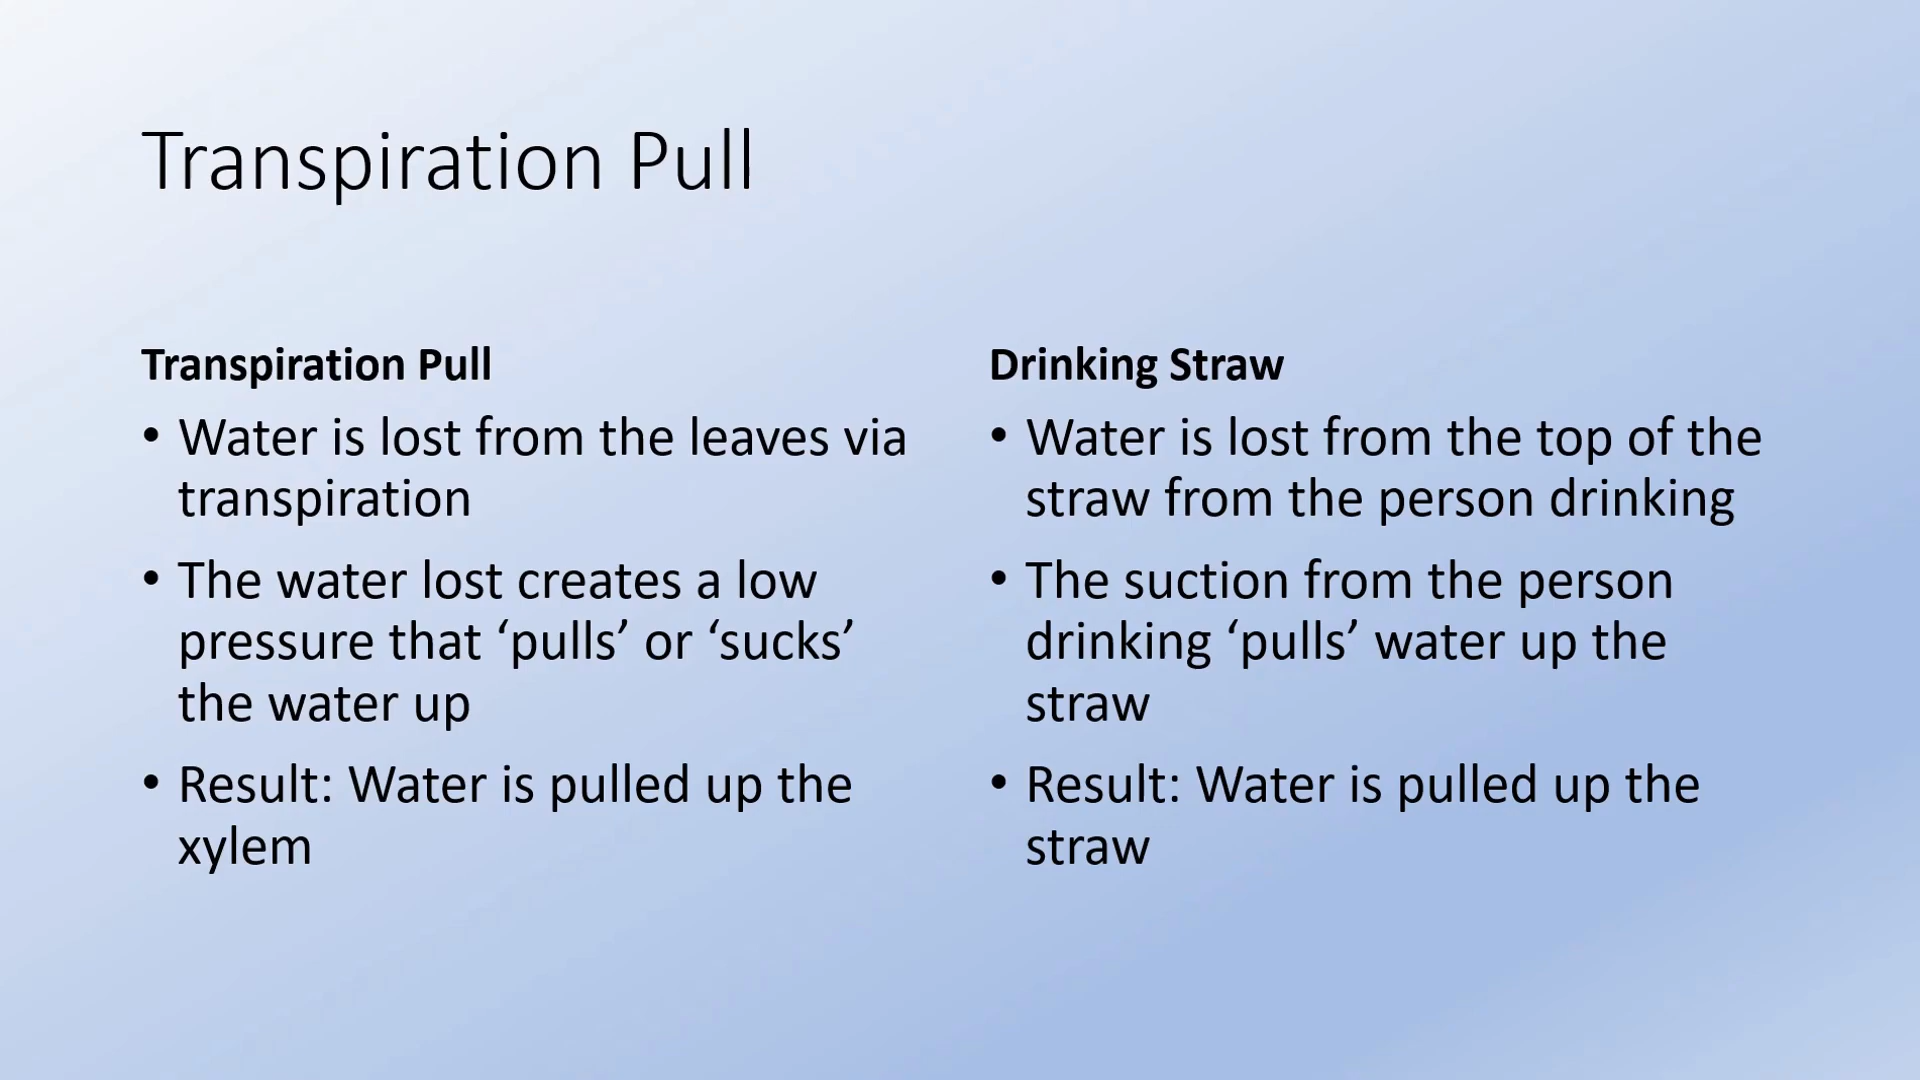 Transpiration Pull
Transpiration Pull
• Water is lost from the leaves via
transpiration
• The water lost creates a low
pressure that ‘pulls’ or ‘sucks’
the water up
• Result: Water is pulled up the
xylem
Drinking Straw
• Water is lost from the top of the
straw from the person drinking
• The suction from the person
drinking ‘pulls’ water up the
straw
• Result: Water is pulled up the
straw